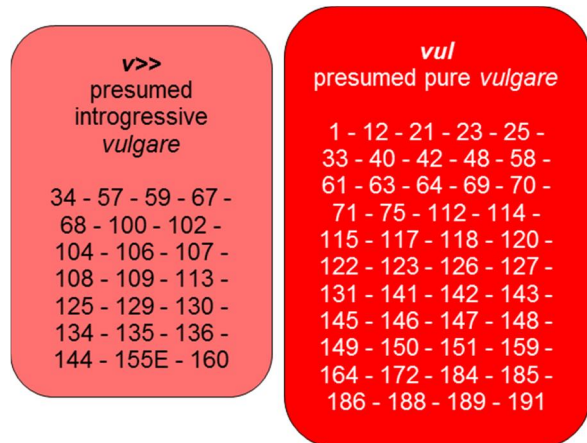 v>>
presumed
introgressive
vulgare
34 - 57 - 59 - 67 -
68 - 100 - 102 -
104 - 106 - 107 -
108 - 109 - 113 -
125 - 129 - 130 -
134 - 135 - 136 -
144 - 155E - 160
vul
presumed pure vulgare
1 - 12 - 21 - 23 - 25 -
33 - 40 - 42 - 48 - 58 -
61 - 63 - 64 - 69 - 70 -
71 - 75 - 112 - 114 -
115 - 117 - 118 - 120 -
122 - 123 - 126 - 127 -
131 - 141 - 142 - 143 -
145 - 146 - 147 - 148 -
149 - 150 - 151 - 159 -
164 - 172 - 184 - 185 -
186 - 188 - 189 - 191